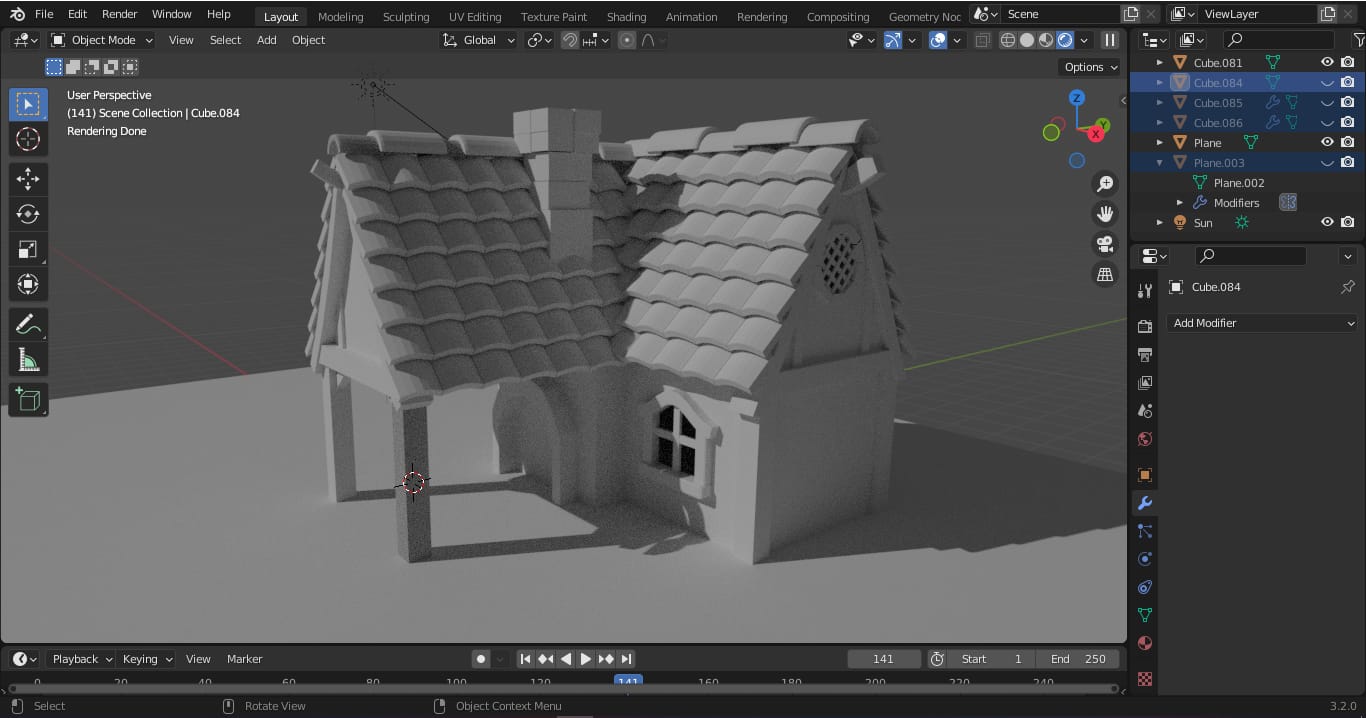 File Edit Render Window Help Layout Modeling Sculpting UV Editing Texture Paint Shading Animation Rendering Compositing Geometry Noc Scene ViewLayer
Object Mode View Select Add Object Global
Options
User Perspective
(141) Scene Collection | Cube.084
Rendering Done
Z
Y
X
Cube.081
Cube.084
Cube.085
Cube.086
Plane
Plane.003
Plane.002
Modifiers
Sun
Cube.084
Add Modifier
Playback Keying View Marker 141 Start 1 End 250
0 20 40 60 80 100 120 141 160 180 200 220 240
Select Rotate View Object Context Menu 3.2.0